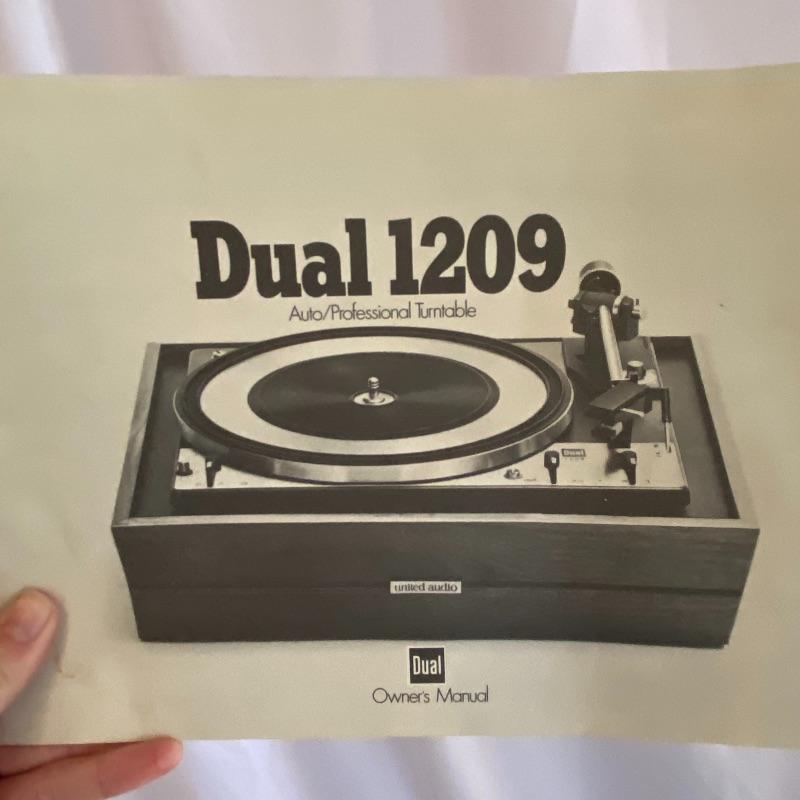 Dual 1209
Auto/Professional Turntable
Dual
united audio
Dual
Owner's Manual